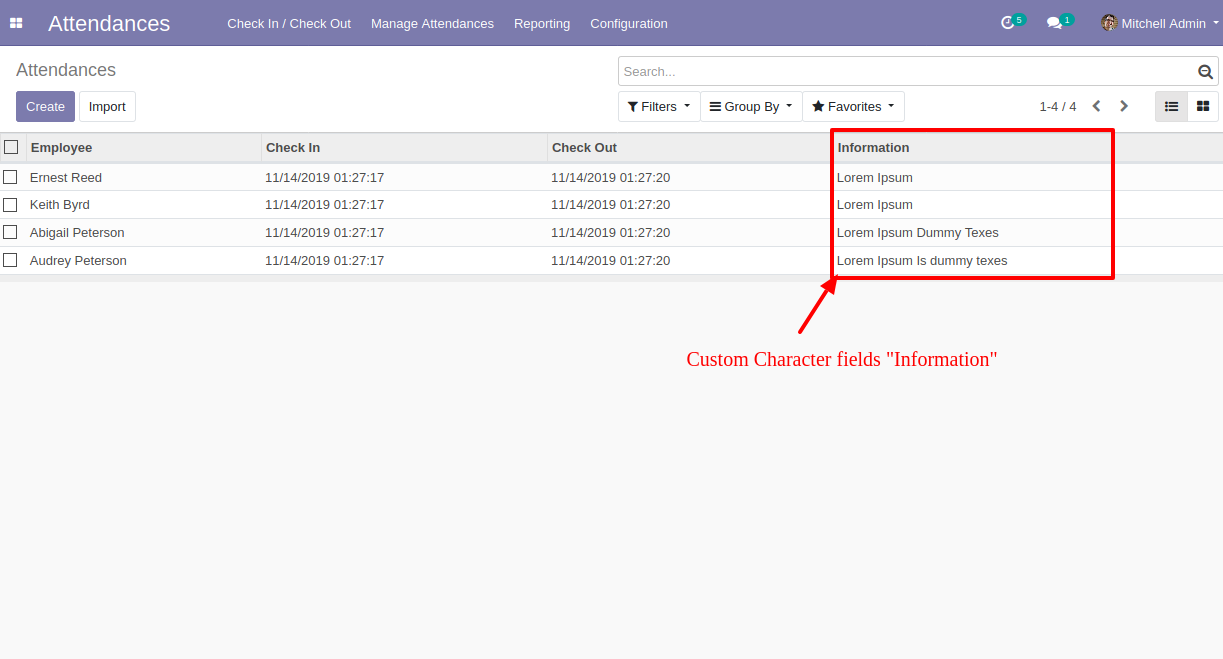 Attendances Check In / Check Out Manage Attendances Reporting Configuration 5 1 Mitchell Admin
Attendances Search...
Create Import Filters Group By Favorites 1-4 / 4
Employee Check In Check Out Information
Ernest Reed 11/14/2019 01:27:17 11/14/2019 01:27:20 Lorem Ipsum
Keith Byrd 11/14/2019 01:27:17 11/14/2019 01:27:20 Lorem Ipsum
Abigail Peterson 11/14/2019 01:27:17 11/14/2019 01:27:20 Lorem Ipsum Dummy Texes
Audrey Peterson 11/14/2019 01:27:17 11/14/2019 01:27:20 Lorem Ipsum Is dummy texes
Custom Character fields "Information"